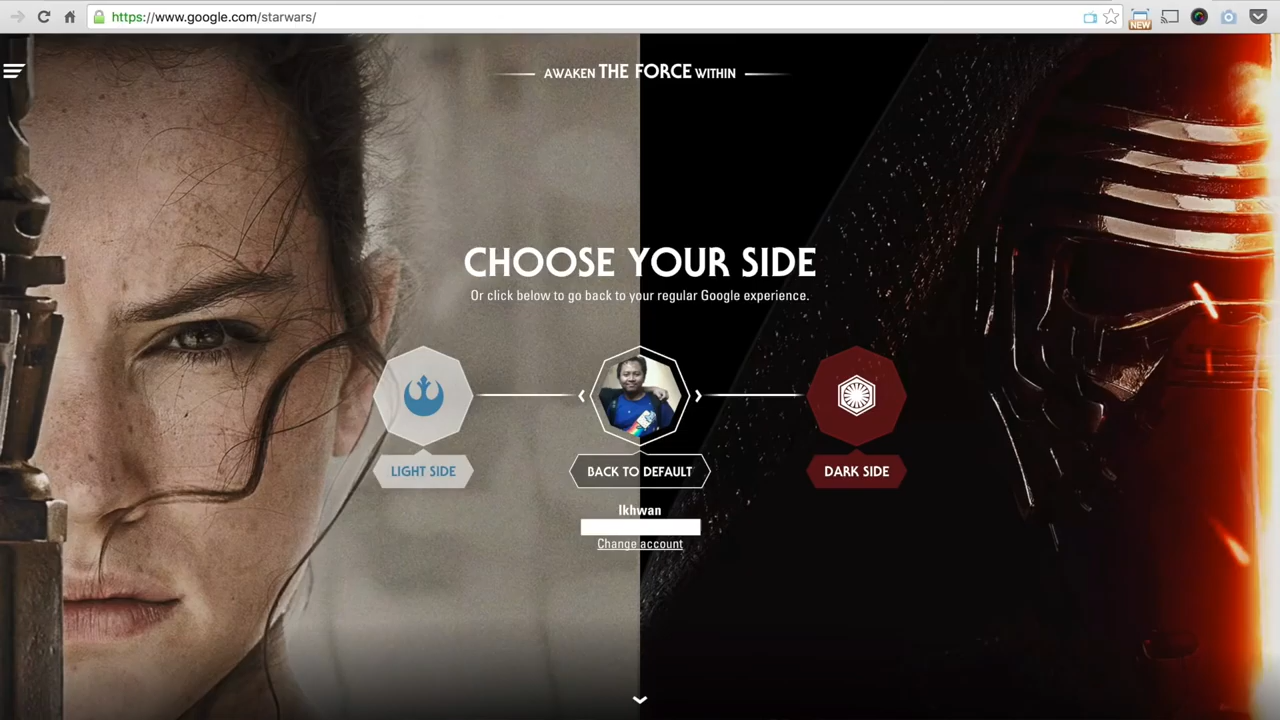 https://www.google.com/starwars/
NEW
AWAKEN THE FORCE WITHIN
CHOOSE YOUR SIDE
Or click below to go back to your regular Google experience.
LIGHT SIDE
BACK TO DEFAULT
DARK SIDE
Ikhwan
Change account